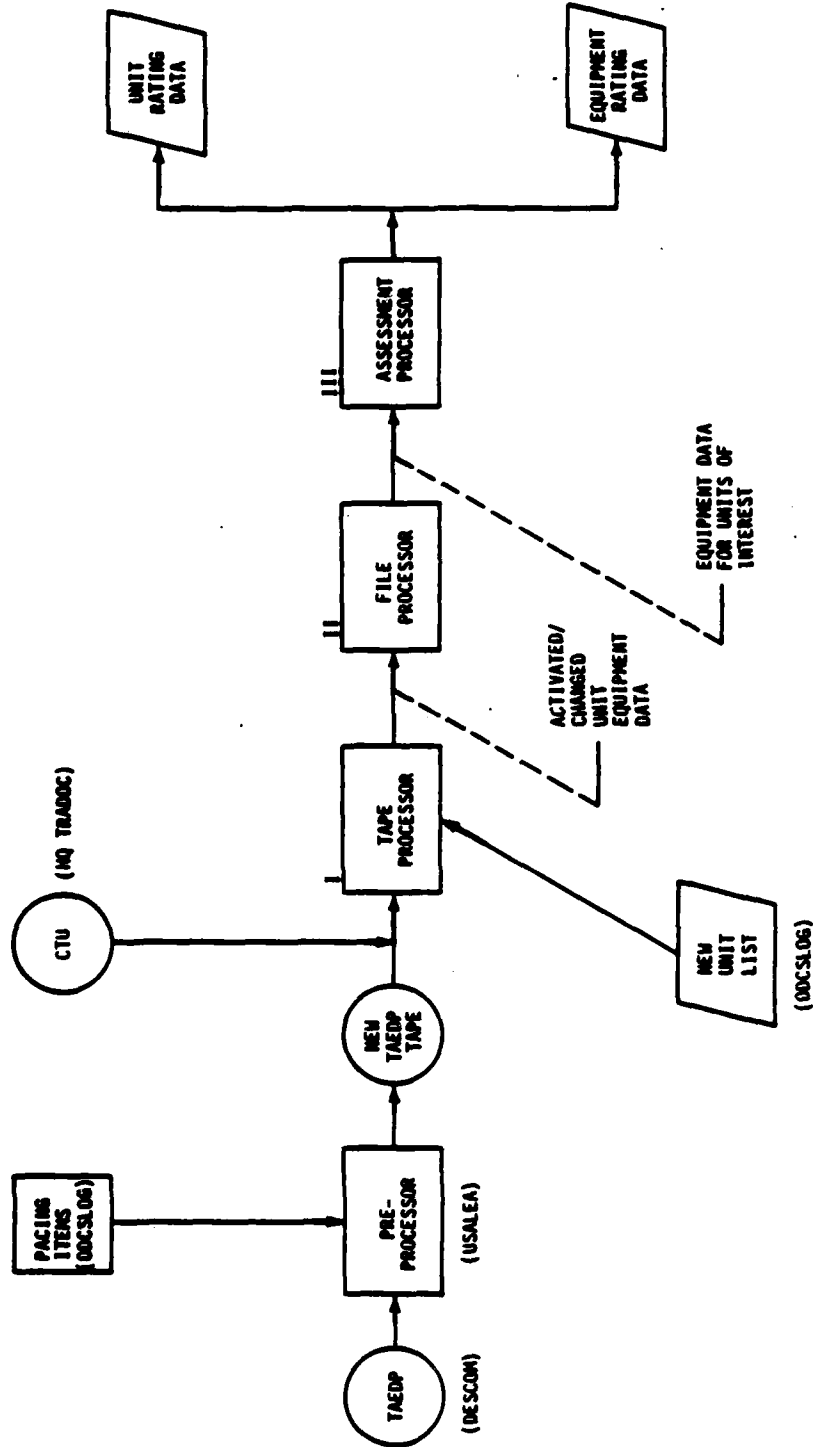 TAEDP
(DESCOM)
PACING
ITEMS
(ODCSLOG)
PRE-
PROCESSOR
(USALEA)
NEW
TAEDP
TAPE
CTU
(HQ TRADOC)
NEW
UNIT
LIST
(ODCSLOG)
I
TAPE
PROCESSOR
ACTIVATED/
CHANGED
UNIT
EQUIPMENT
DATA
II
FILE
PROCESSOR
EQUIPMENT DATA
FOR UNITS OF
INTEREST
III
ASSESSMENT
PROCESSOR
UNIT
RATING
DATA
EQUIPMENT
RATING
DATA